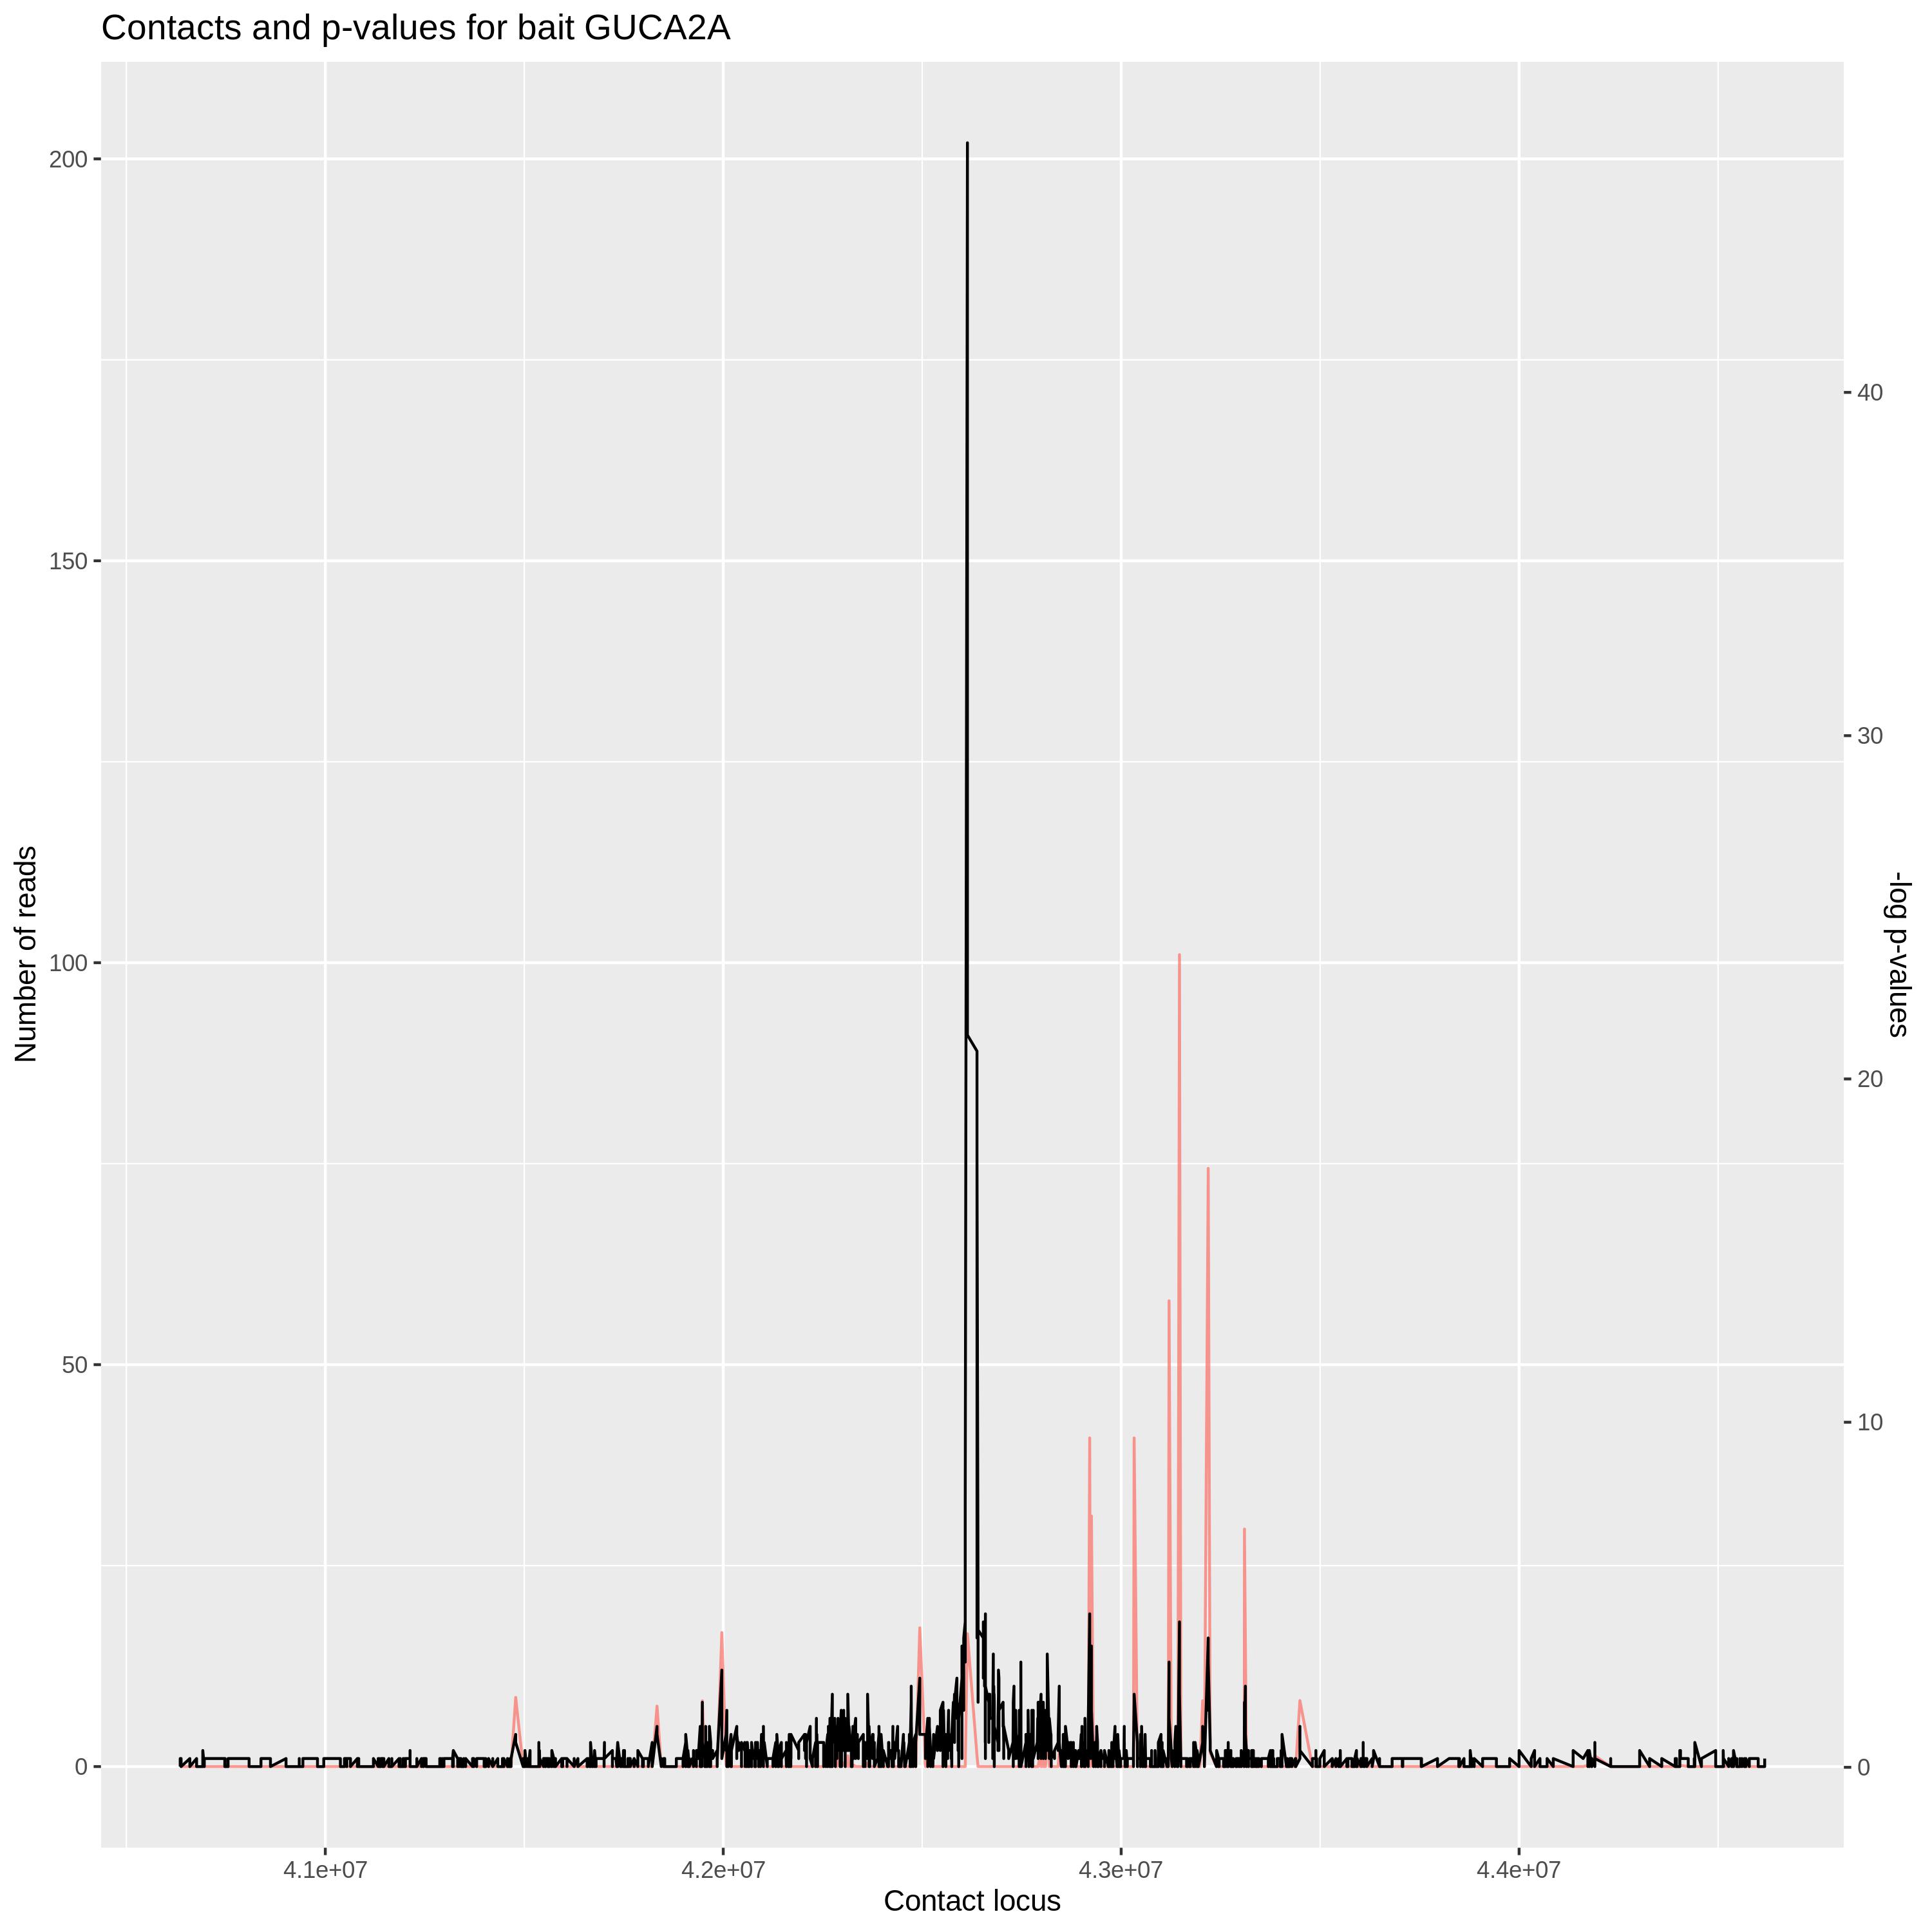 Contacts and p-values for bait GUCA2A
200
150
100
50
0
Number of reads
40
30
20
10
0
-log p-values
4.1e+07
4.2e+07
4.3e+07
4.4e+07
Contact locus